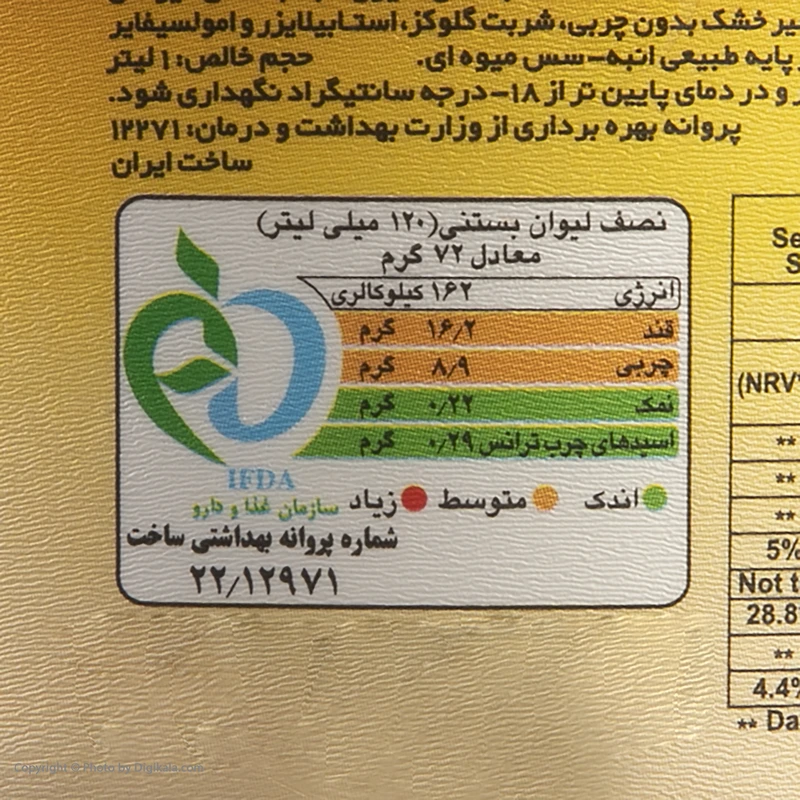 شیر خشک بدون چربی، شربت گلوکز، استابیلایزر و امولسیفایر
پایه طبیعی انبه-سس میوه ای. حجم خالص: ۱ لیتر
و در دمای پایین تر از ۱۸- درجه سانتیگراد نگهداری شود.
پروانه بهره برداری از وزارت بهداشت و درمان: ۱۲۲۷۱
ساخت ایران
نصف لیوان بستنی (۱۲۰ میلی لیتر)
معادل ۷۲ گرم
انرژی ۱۶۲ کیلوکالری
قند ۱۶/۲ گرم
چربی ۸/۹ گرم
نمک ۰/۲۲ گرم
اسیدهای چرب ترانس ۰/۲۹ گرم
IFDA
سازمان غذا و دارو
اندک متوسط زیاد
شماره پروانه بهداشتی ساخت
۲۲/۱۲۹۷۱
Se
S
(NRV*
**
**
**
5%
Not t
28.8
**
4.4%
** Da
Copyright © Photo by Digikala.com